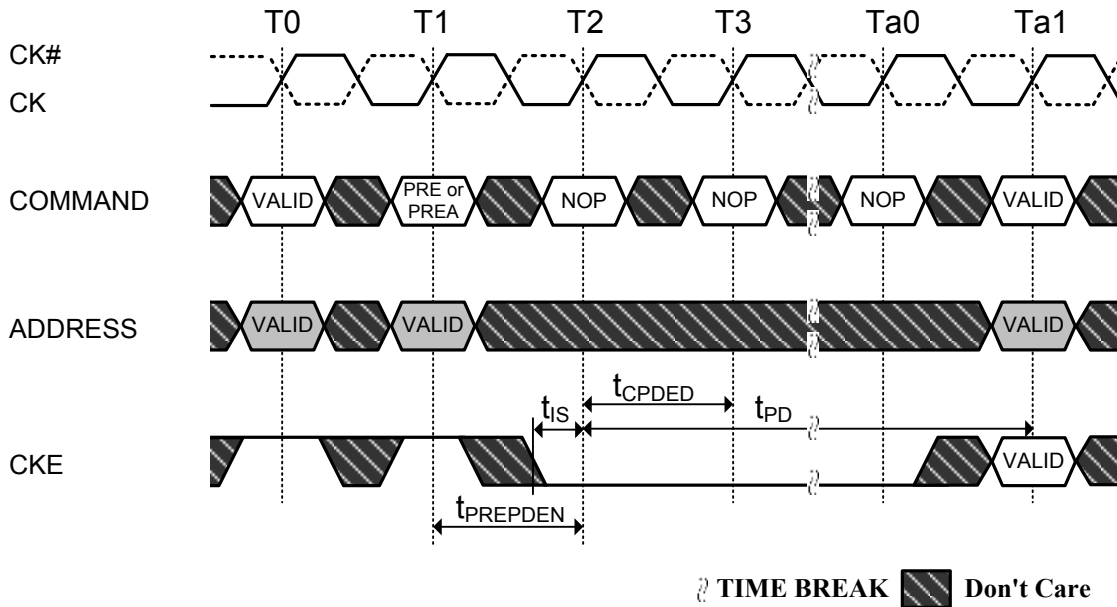 T0 T1 T2 T3 Ta0 Ta1
CK#
CK
COMMAND VALID PRE or PREA NOP NOP NOP VALID
ADDRESS VALID VALID VALID
tIS tCPDED tPD
CKE VALID
tPREPDEN
TIME BREAK Don't Care